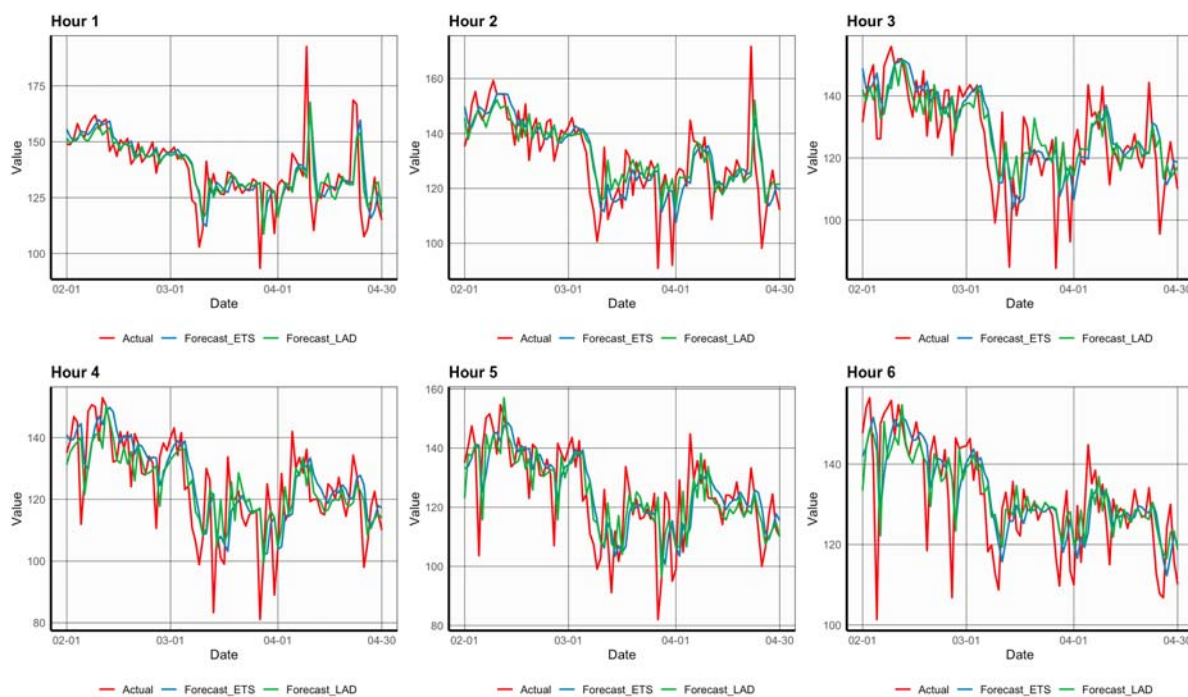 Hour 1
Value
175
150
125
100
02-01 03-01 04-01 04-30
Date
Actual Forecast_ETS Forecast_LAD
Hour 2
Value
160
140
120
100
02-01 03-01 04-01 04-30
Date
Actual Forecast_ETS Forecast_LAD
Hour 3
Value
140
120
100
02-01 03-01 04-01 04-30
Date
Actual Forecast_ETS Forecast_LAD
Hour 4
Value
140
120
100
80
02-01 03-01 04-01 04-30
Date
Actual Forecast_ETS Forecast_LAD
Hour 5
Value
160
140
120
100
80
02-01 03-01 04-01 04-30
Date
Actual Forecast_ETS Forecast_LAD
Hour 6
Value
140
120
100
02-01 03-01 04-01 04-30
Date
Actual Forecast_ETS Forecast_LAD